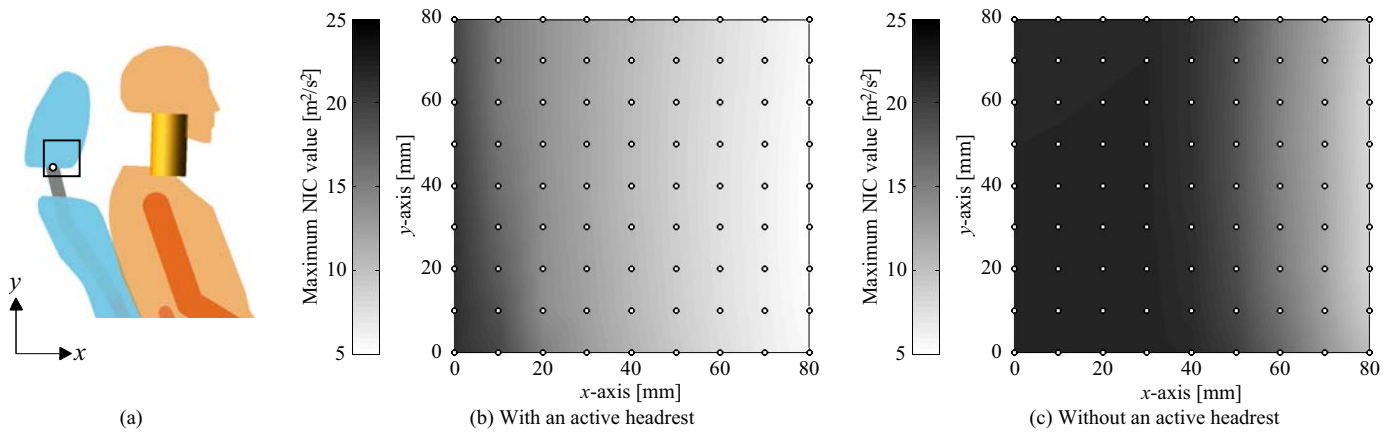 y
x
(a)
Maximum NIC value [m²/s²]
25
20
15
10
5
y-axis [mm]
80
60
40
20
0
0 20 40 60 80
x-axis [mm]
(b) With an active headrest
Maximum NIC value [m²/s²]
25
20
15
10
5
y-axis [mm]
80
60
40
20
0
0 20 40 60 80
x-axis [mm]
(c) Without an active headrest